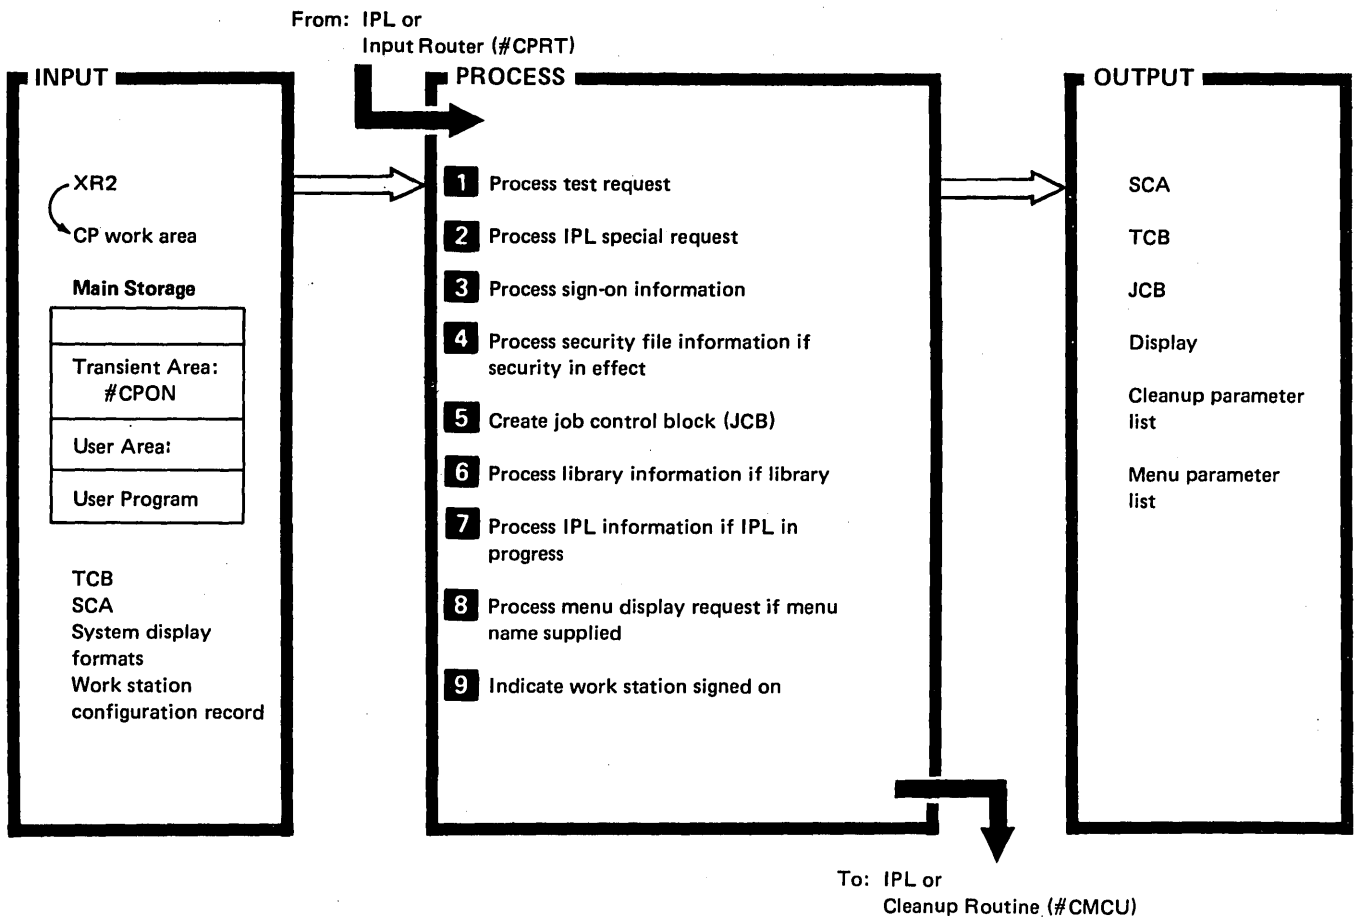 From: IPL or
Input Router (#CPRT)
INPUT
XR2
CP work area
Main Storage
Transient Area:
#CPON
User Area:
User Program
TCB
SCA
System display
formats
Work station
configuration record
PROCESS
1 Process test request
2 Process IPL special request
3 Process sign-on information
4 Process security file information if
security in effect
5 Create job control block (JCB)
6 Process library information if library
7 Process IPL information if IPL in
progress
8 Process menu display request if menu
name supplied
9 Indicate work station signed on
OUTPUT
SCA
TCB
JCB
Display
Cleanup parameter
list
Menu parameter
list
To: IPL or
Cleanup Routine (#CMCU)